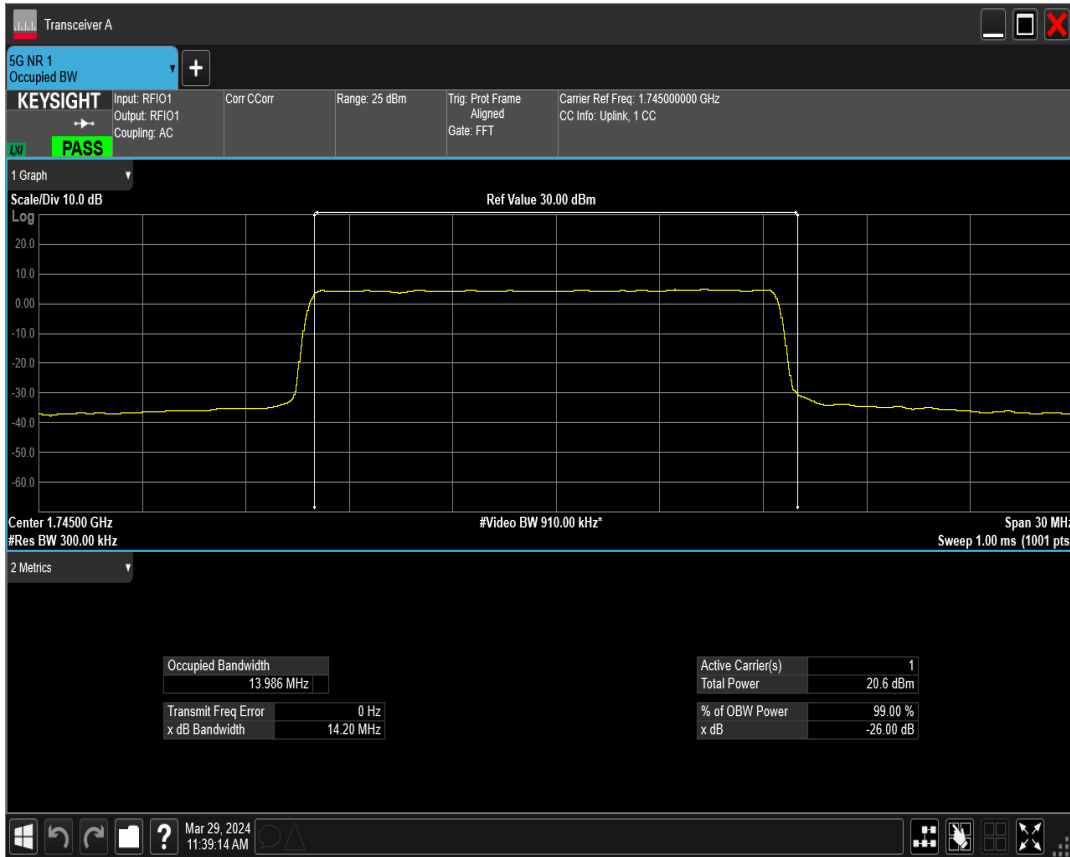 Transceiver A
5G NR 1
Occupied BW
+
KEYSIGHT
LXI
PASS
Input: RFIO1
Output: RFIO1
Coupling: AC
Corr CCorr
Range: 25 dBm
Trig: Prot Frame
Aligned
Gate: FFT
Carrier Ref Freq: 1.745000000 GHz
CC Info: Uplink, 1 CC
1 Graph
Scale/Div 10.0 dB
Ref Value 30.00 dBm
Log
20.0
10.0
0.00
-10.0
-20.0
-30.0
-40.0
-50.0
-60.0
Center 1.74500 GHz
#Video BW 910.00 kHz*
Span 30 MHz
#Res BW 300.00 kHz
Sweep 1.00 ms (1001 pts
2 Metrics
Occupied Bandwidth
13.986 MHz
Transmit Freq Error 0 Hz
x dB Bandwidth 14.20 MHz
Active Carrier(s) 1
Total Power 20.6 dBm
% of OBW Power 99.00 %
x dB -26.00 dB
?
Mar 29, 2024
11:39:14 AM